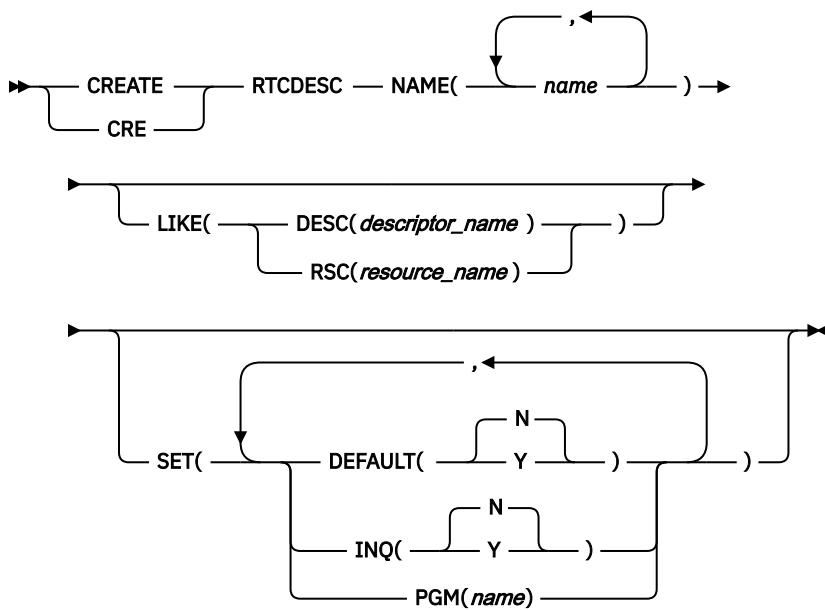 ,
CREATE RTCDESC NAME( name )
CRE
LIKE( DESC(descriptor_name ) )
RSC(resource_name )
,
N
SET( DEFAULT( Y ) )
N
INQ( Y )
PGM(name)